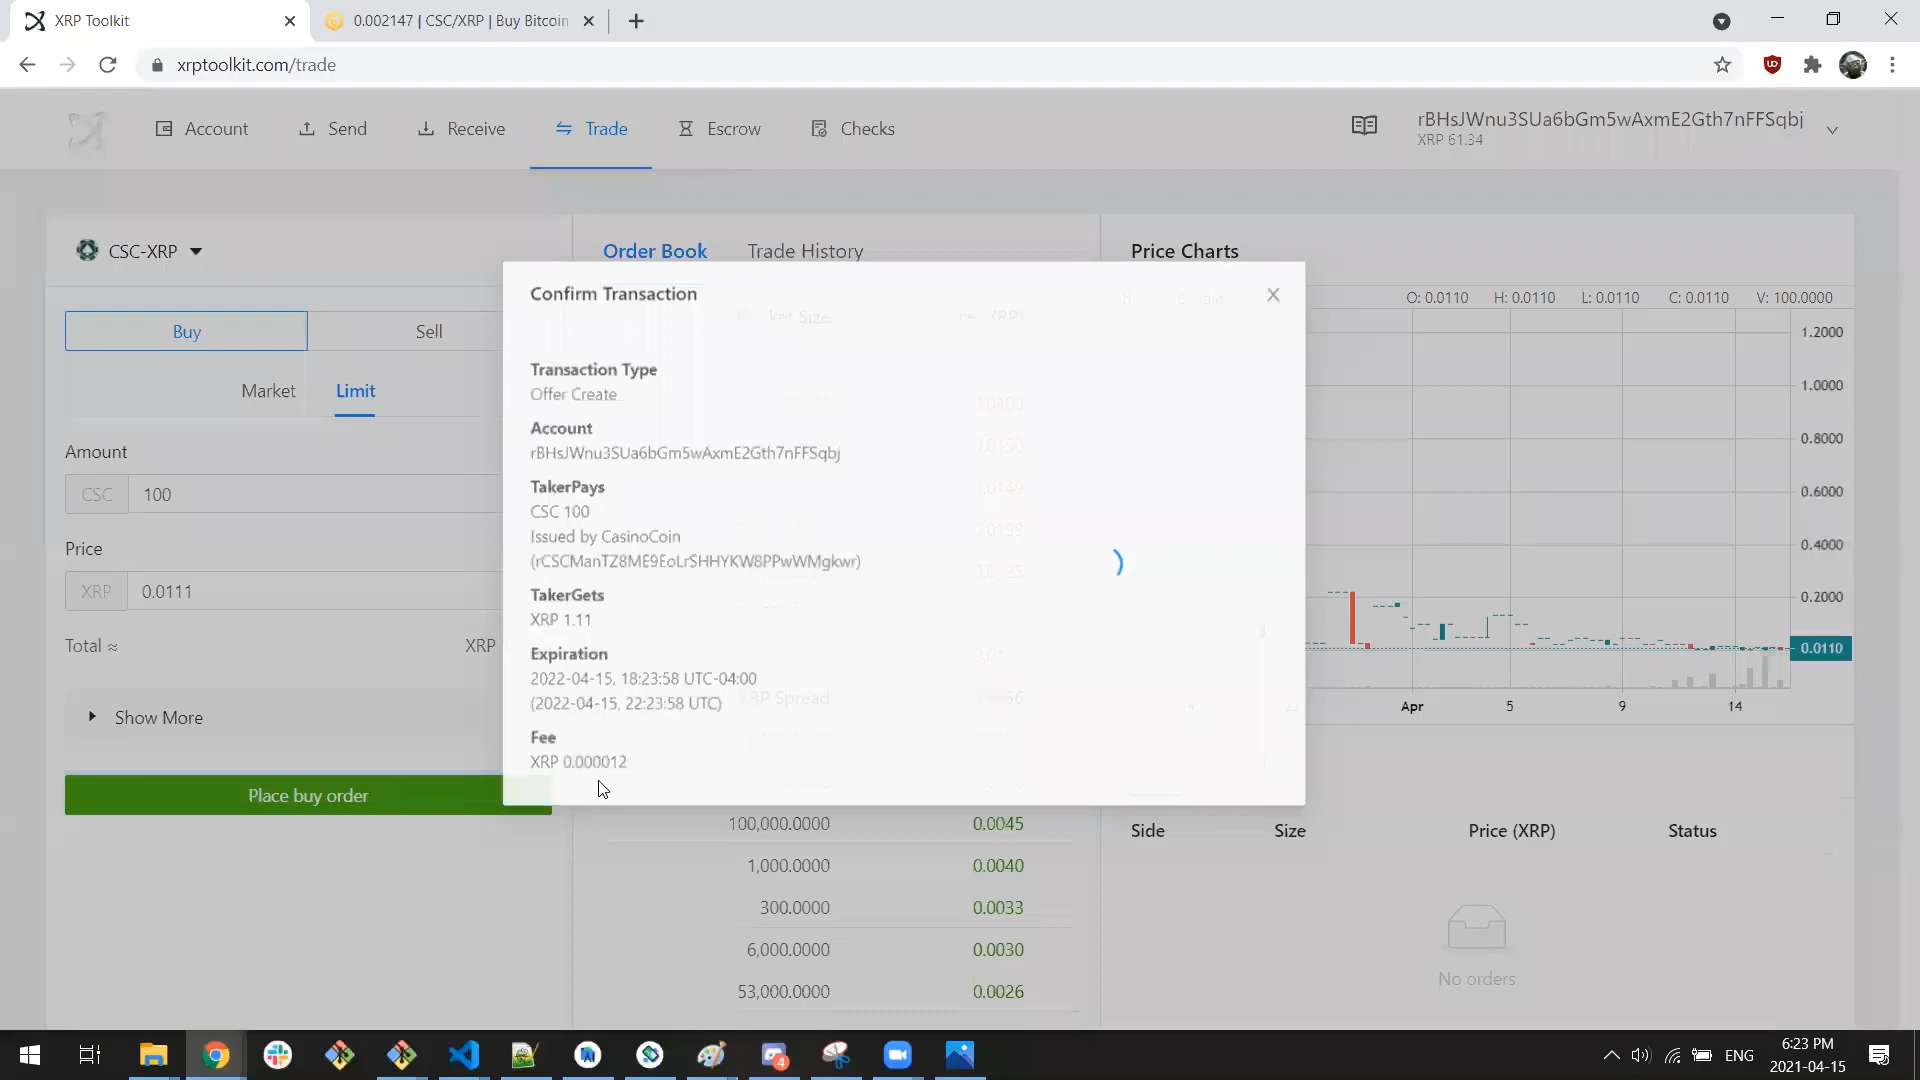 XRP Toolkit
0.002147 | CSC/XRP | Buy Bitcoin
xrptoolkit.com/trade
Account
Send
Receive
Trade
Escrow
Checks
rBHsJWnu3SUa6bGm5wAxmE2Gth7nFFSqbj
XRP 61.34
CSC-XRP
Buy
Sell
Market
Limit
Amount
CSC
100
Price
XRP
0.0111
Total ≈
XRP
Show More
Place buy order
Order Book
Trade History
Confirm Transaction
Transaction Type
Offer Create
Account
rBHsJWnu3SUa6bGm5wAxmE2Gth7nFFSqbj
TakerPays
CSC 100
Issued by CasinoCoin
(rCSCManTZ8ME9EoLrSHHYKW8PPwWMgkwr)
TakerGets
XRP 1.11
Expiration
2022-04-15, 18:23:58 UTC-04:00
(2022-04-15, 22:23:58 UTC)
Fee
XRP 0.000012
100,000.0000 0.0045
1,000.0000 0.0040
300.0000 0.0033
6,000.0000 0.0030
53,000.0000 0.0026
Price Charts
O: 0.0110 H: 0.0110 L: 0.0110 C: 0.0110 V: 100.0000
1.2000
1.0000
0.8000
0.6000
0.4000
0.2000
0.0110
Apr 5 9 14
Side Size Price (XRP) Status
No orders
4
ENG
6:23 PM
2021-04-15